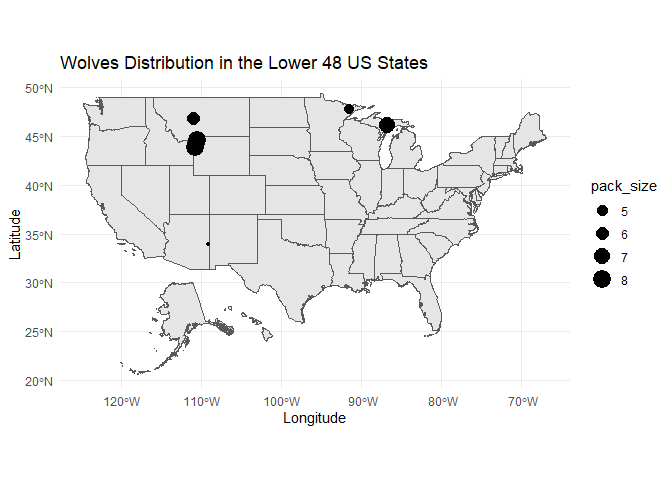 Wolves Distribution in the Lower 48 US States
50°N
45°N
40°N
35°N
30°N
25°N
20°N
Latitude
120°W 110°W 100°W 90°W 80°W 70°W
Longitude
pack_size
5
6
7
8